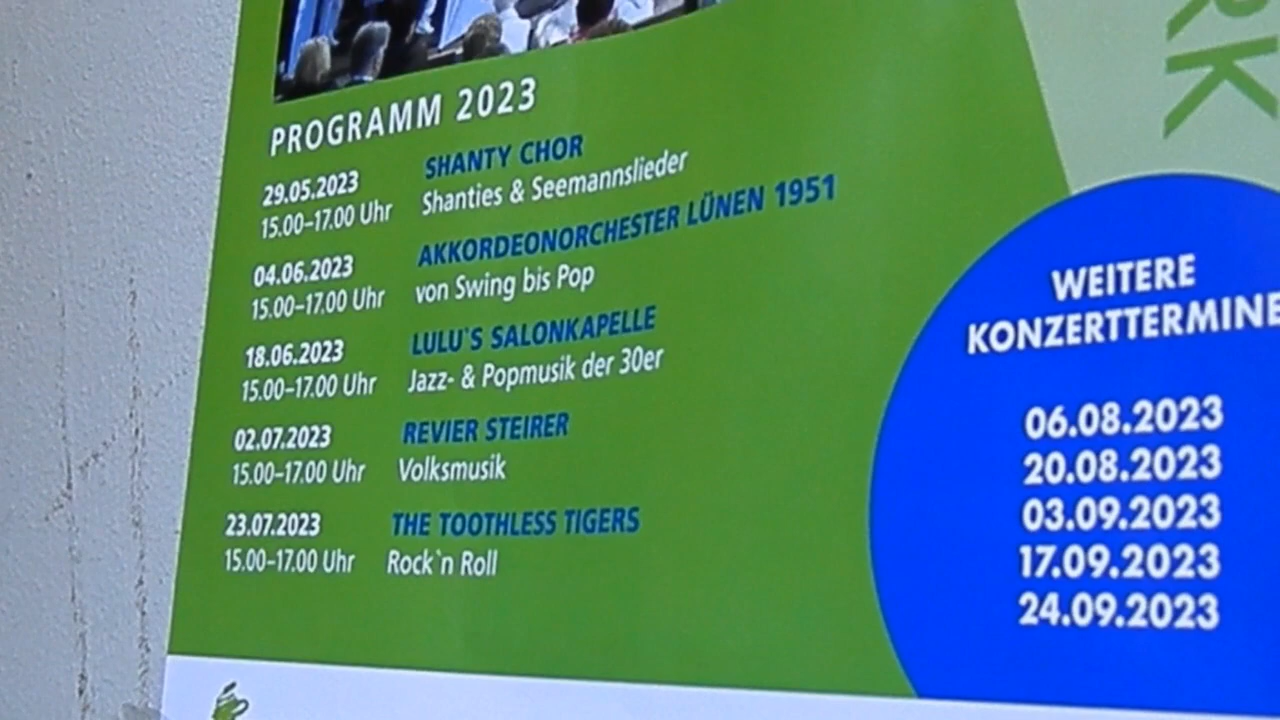 RK
PROGRAMM 2023
29.05.2023
15.00–17.00 Uhr
SHANTY CHOR
Shanties & Seemannslieder
04.06.2023
15.00–17.00 Uhr
AKKORDEONORCHESTER LÜNEN 1951
von Swing bis Pop
18.06.2023
15.00–17.00 Uhr
LULU`S SALONKAPELLE
Jazz- & Popmusik der 30er
02.07.2023
15.00–17.00 Uhr
REVIER STEIRER
Volksmusik
23.07.2023
15.00–17.00 Uhr
THE TOOTHLESS TIGERS
Rock`n Roll
WEITERE
KONZERTTERMINE
06.08.2023
20.08.2023
03.09.2023
17.09.2023
24.09.2023